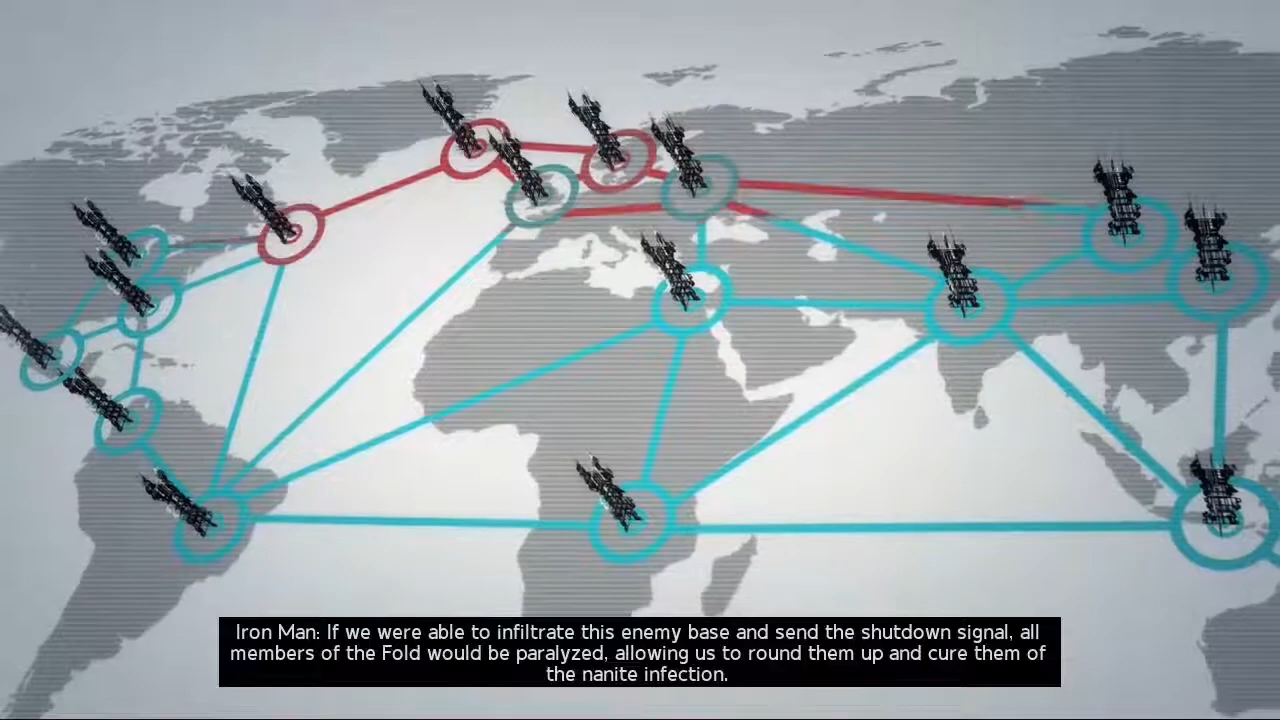 Iron Man: If we were able to infiltrate this enemy base and send the shutdown signal, all
members of the Fold would be paralyzed, allowing us to round them up and cure them of
the nanite infection.